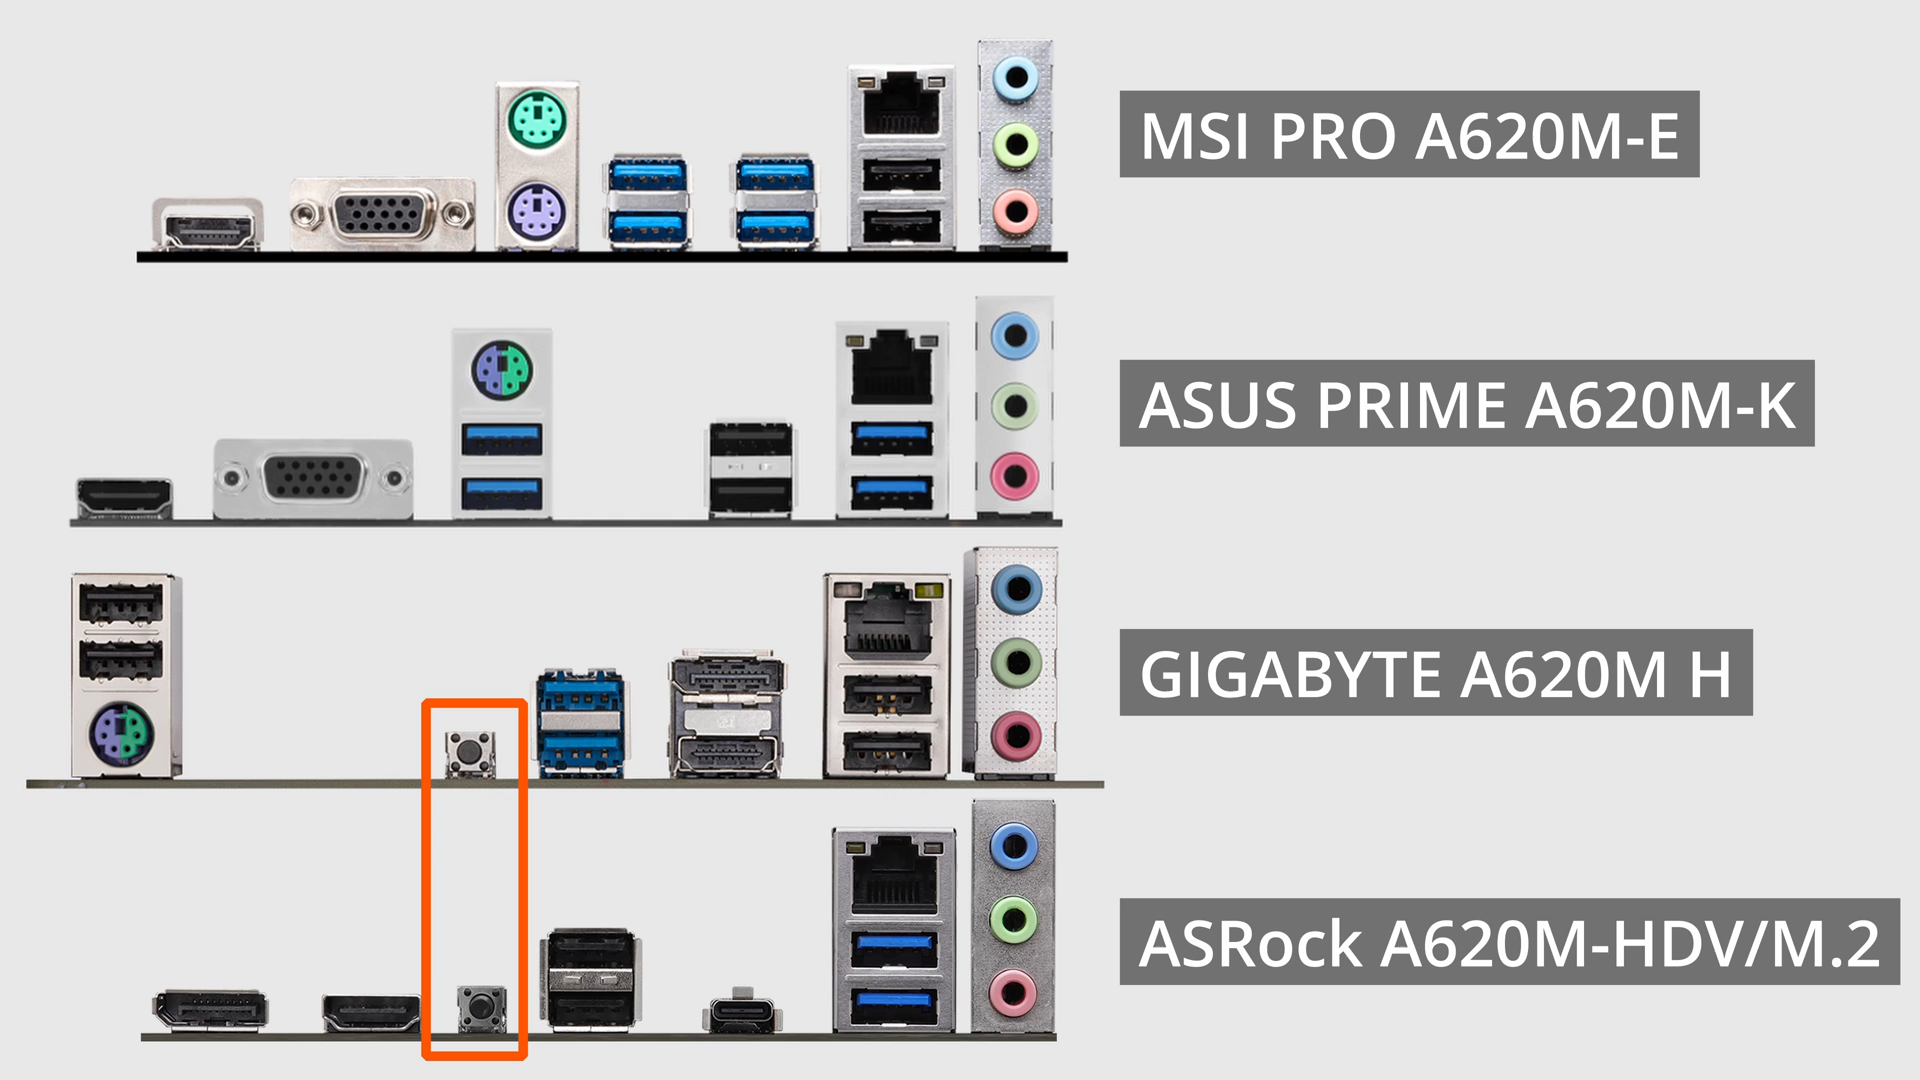 MSI PRO A620M-E
ASUS PRIME A620M-K
GIGABYTE A620M H
ASRock A620M-HDV/M.2